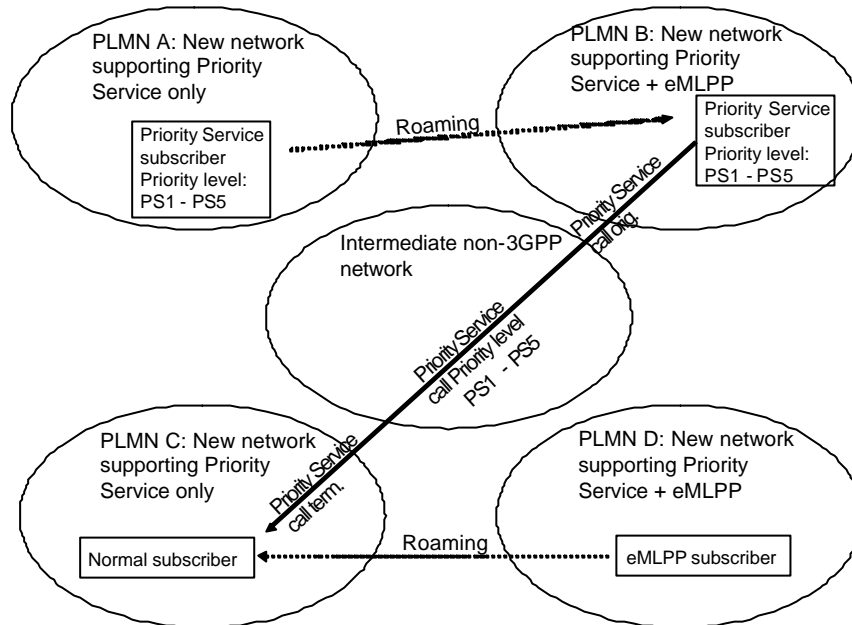 PLMN A: New network
supporting Priority
Service only
Priority Service
subscriber
Priority level:
PS1 - PS5
Roaming
PLMN B: New network
supporting Priority
Service + eMLPP
Priority Service
subscriber
Priority level:
PS1 - PS5
Priority Service
call orig.
Intermediate non-3GPP
network
Priority Service
call Priority level
PS1 - PS5
PLMN C: New network
supporting Priority
Service only
Priority Service
call term.
Normal subscriber
Roaming
PLMN D: New network
supporting Priority
Service + eMLPP
eMLPP subscriber